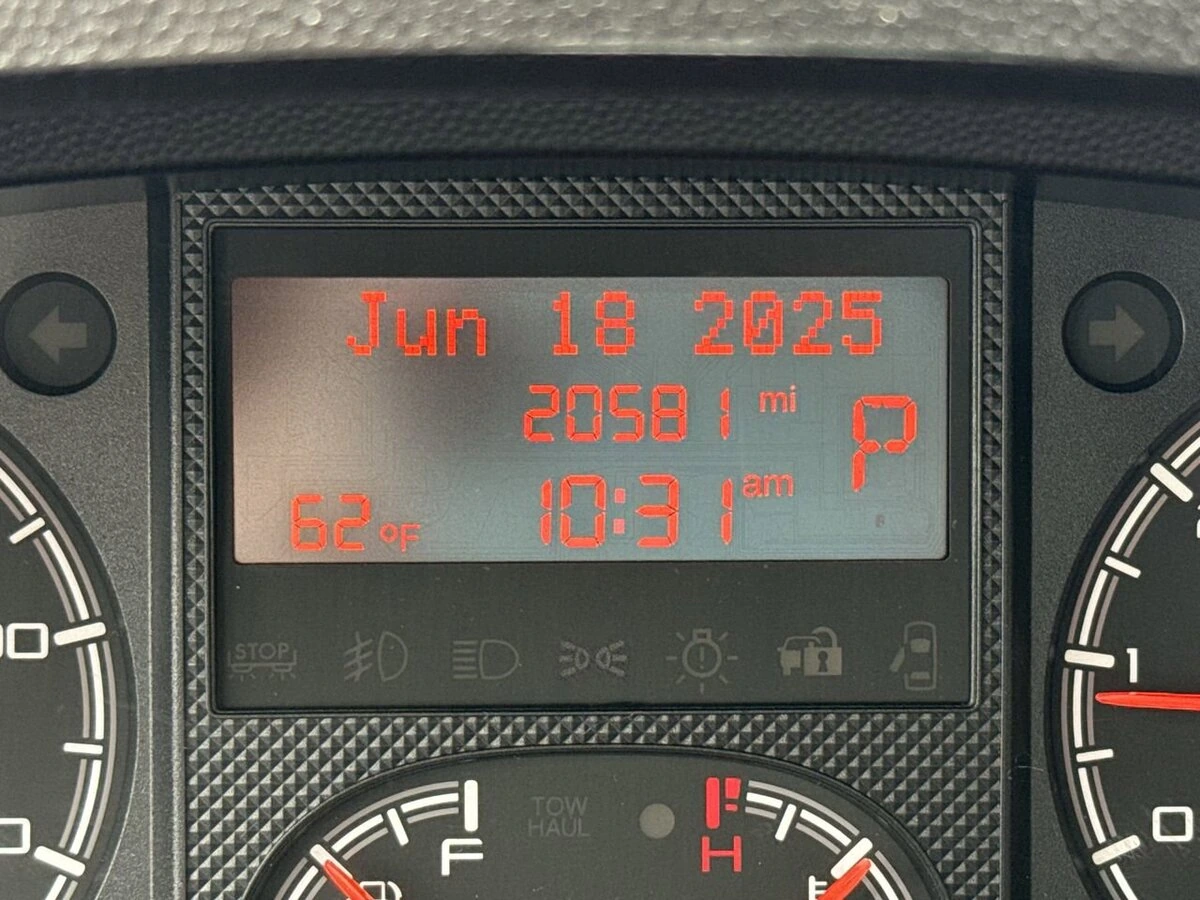 Jun 18 2025
20581 mi
P
62°F 10:31 am
STOP
1
0
F
TOW
HAUL
H